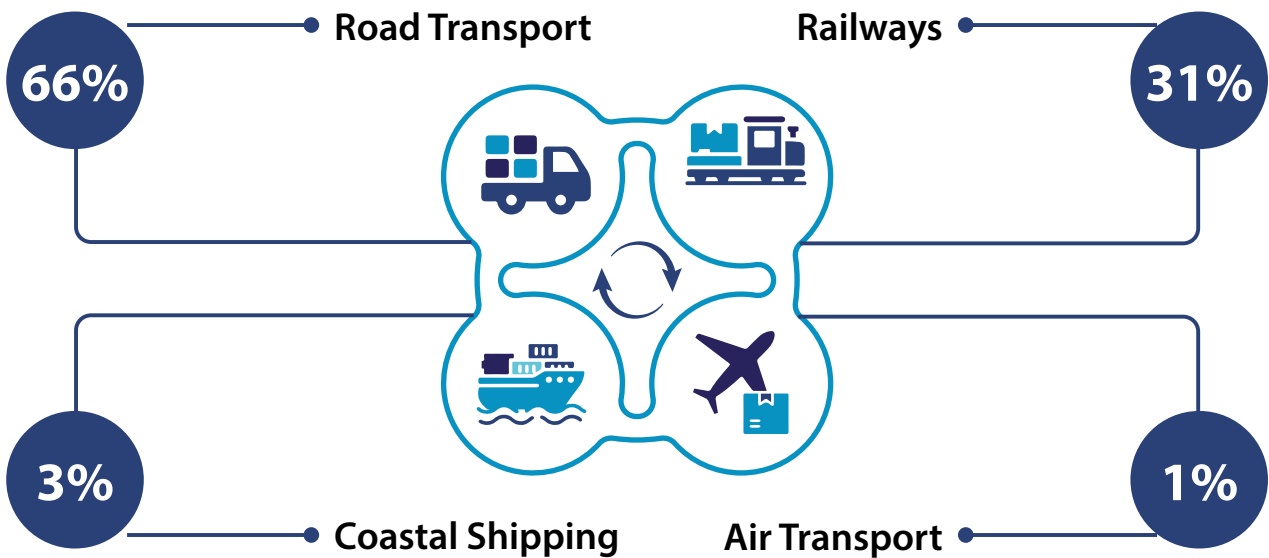 Road Transport
66%
Railways
31%
3%
Coastal Shipping
1%
Air Transport